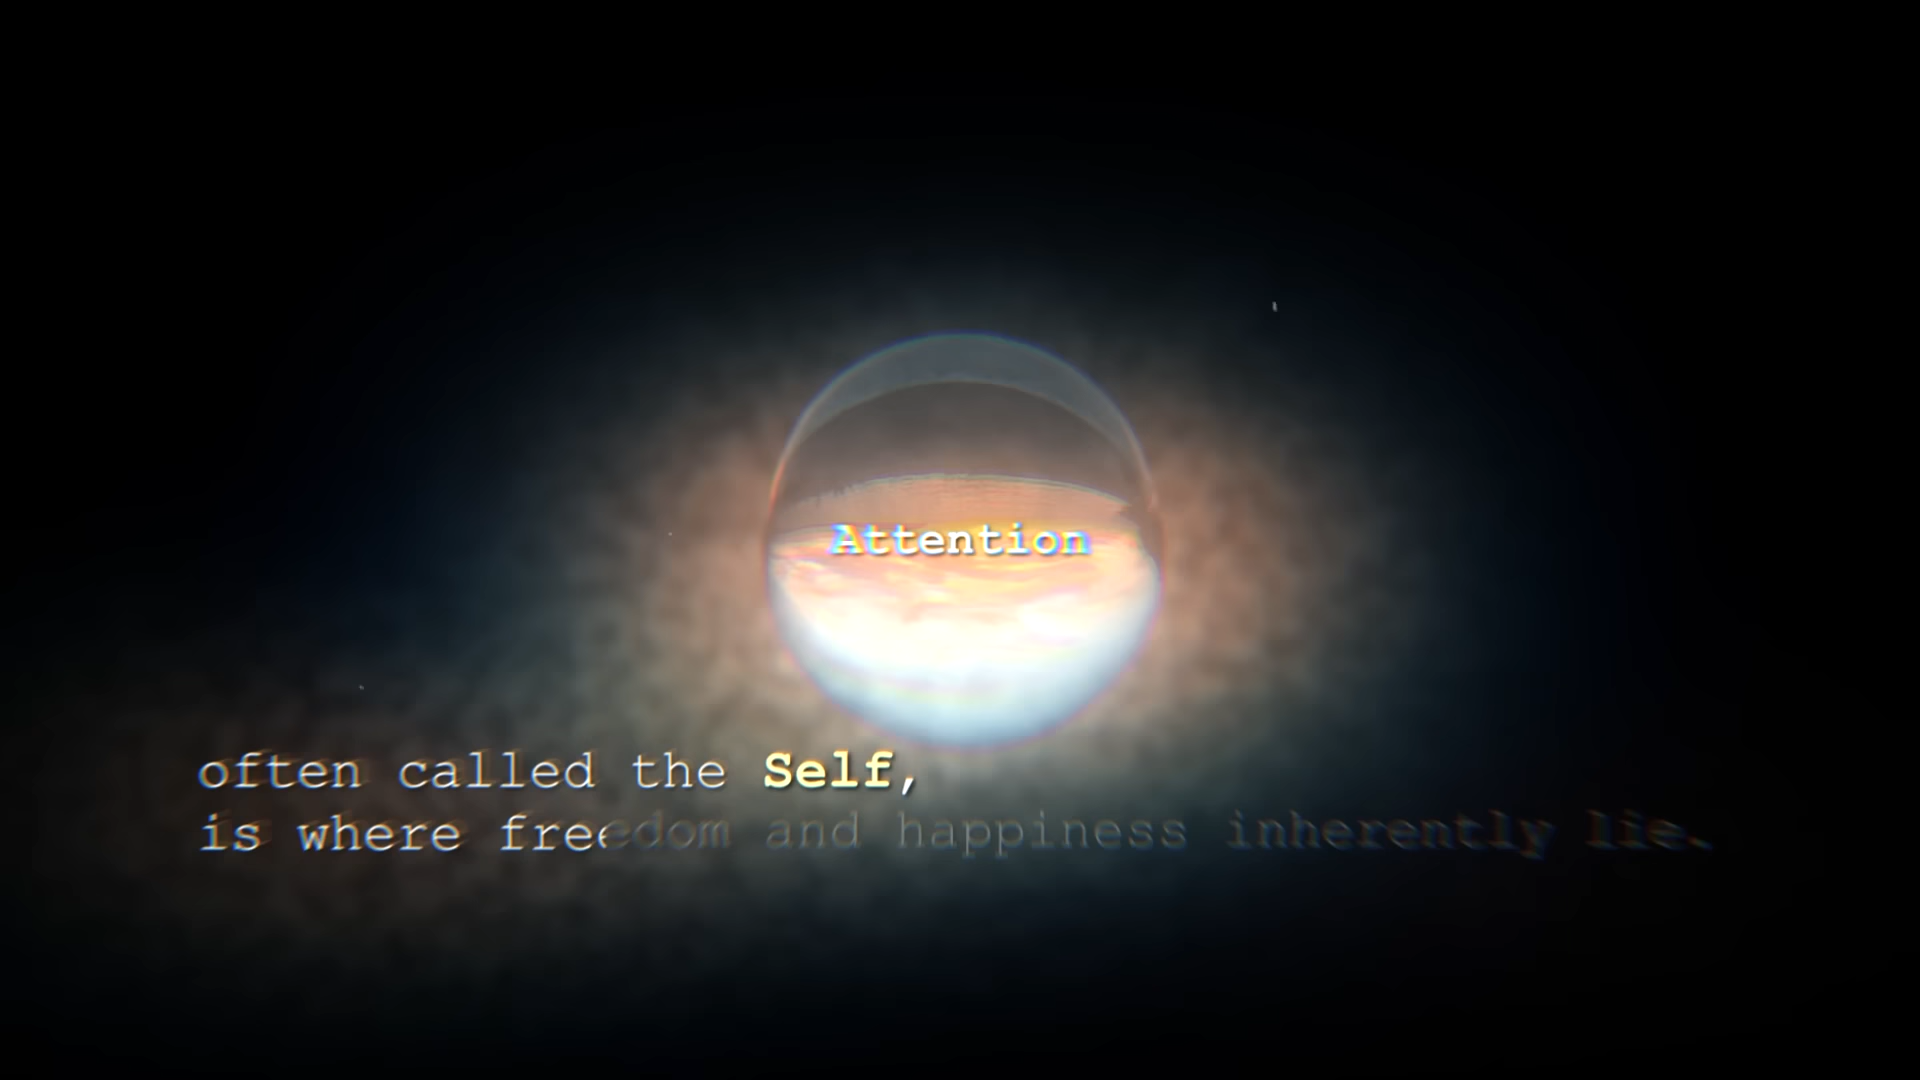 Attention
often called the Self,
is where freedom and happiness inherently lie.